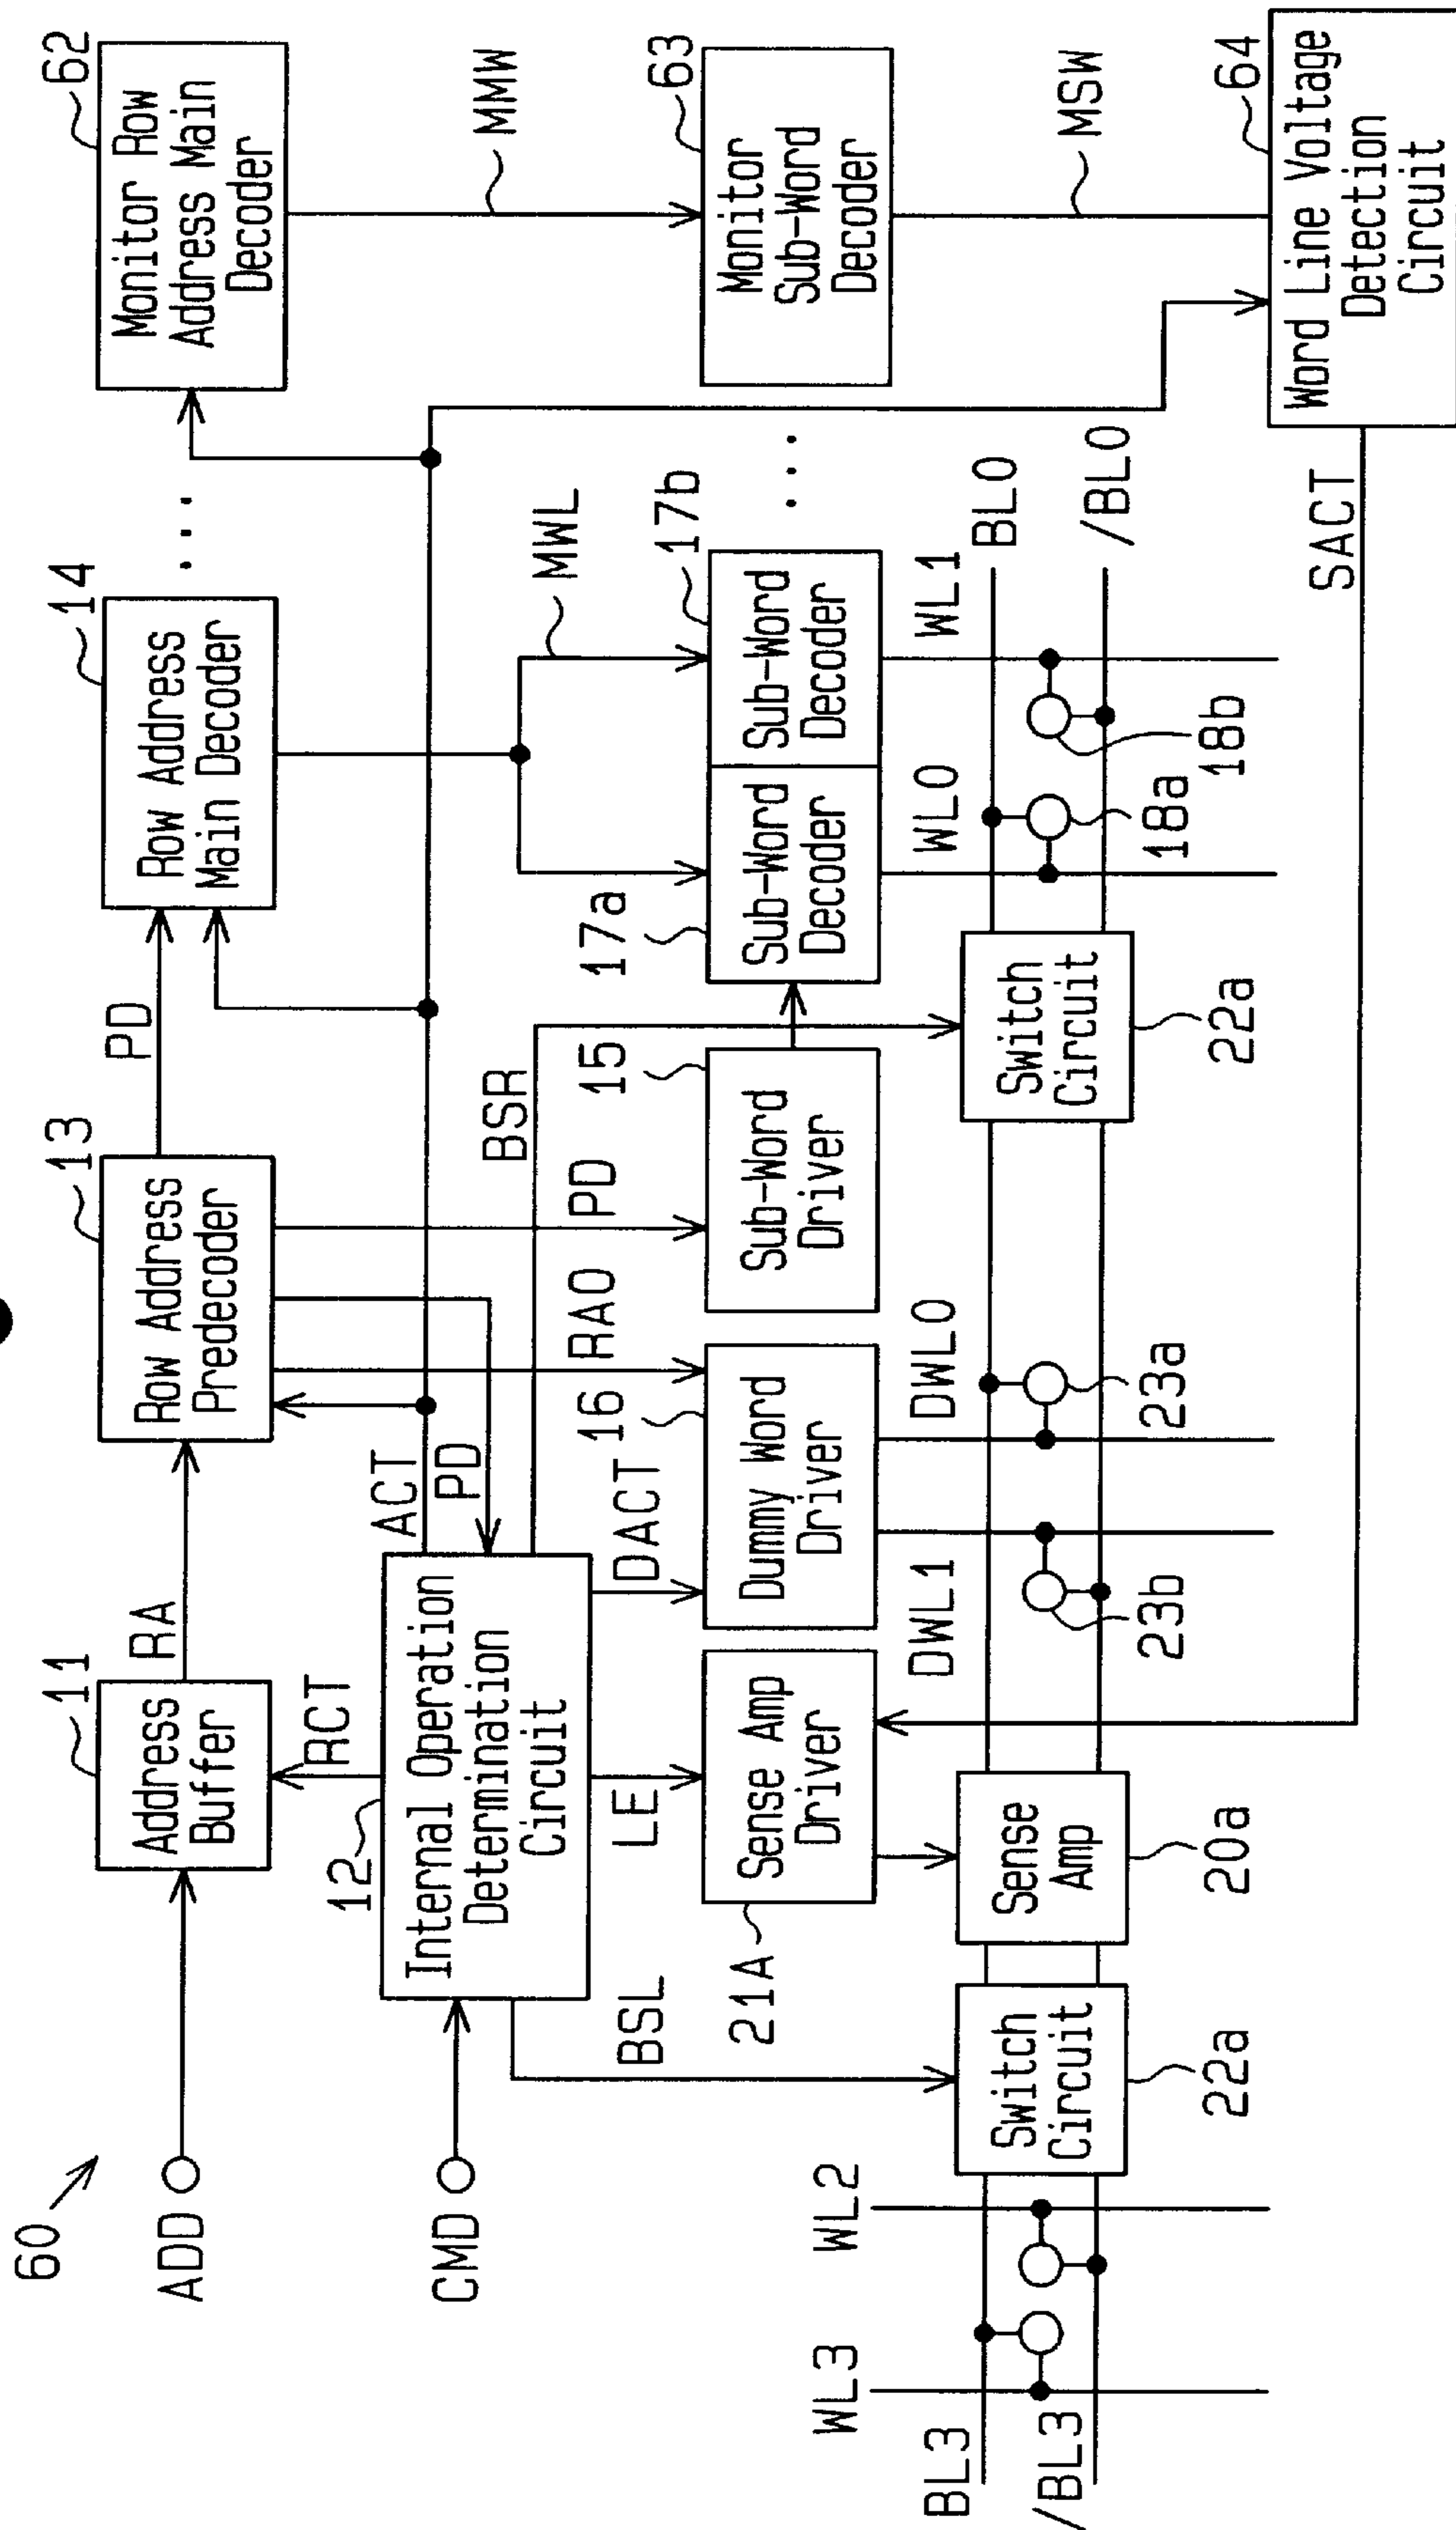 60
ADD
11
Address
Buffer
RA
13
Row Address
Predecoder
PD
14
Row Address
Main Decoder
...
62
Monitor Row
Address Main
Decoder
CMD
12
Internal Operation
Determination
Circuit
RCT
ACT
PD
BSR
MWL
MMW
BSL
LE
DACT
RA0
PD
21A
Sense Amp
Driver
16
Dummy Word
Driver
15
Sub-Word
Driver
17a
Sub-Word
Decoder
17b
Sub-Word
Decoder
...
63
Monitor
Sub-Word
Decoder
WL3
WL2
DWL1
DWL0
WL0
WL1
MSW
BL3
/BL3
Switch
Circuit
22a
Sense
Amp
20a
23b
23a
Switch
Circuit
22a
18a
18b
BL0
/BL0
SACT
64
Word Line Voltage
Detection
Circuit